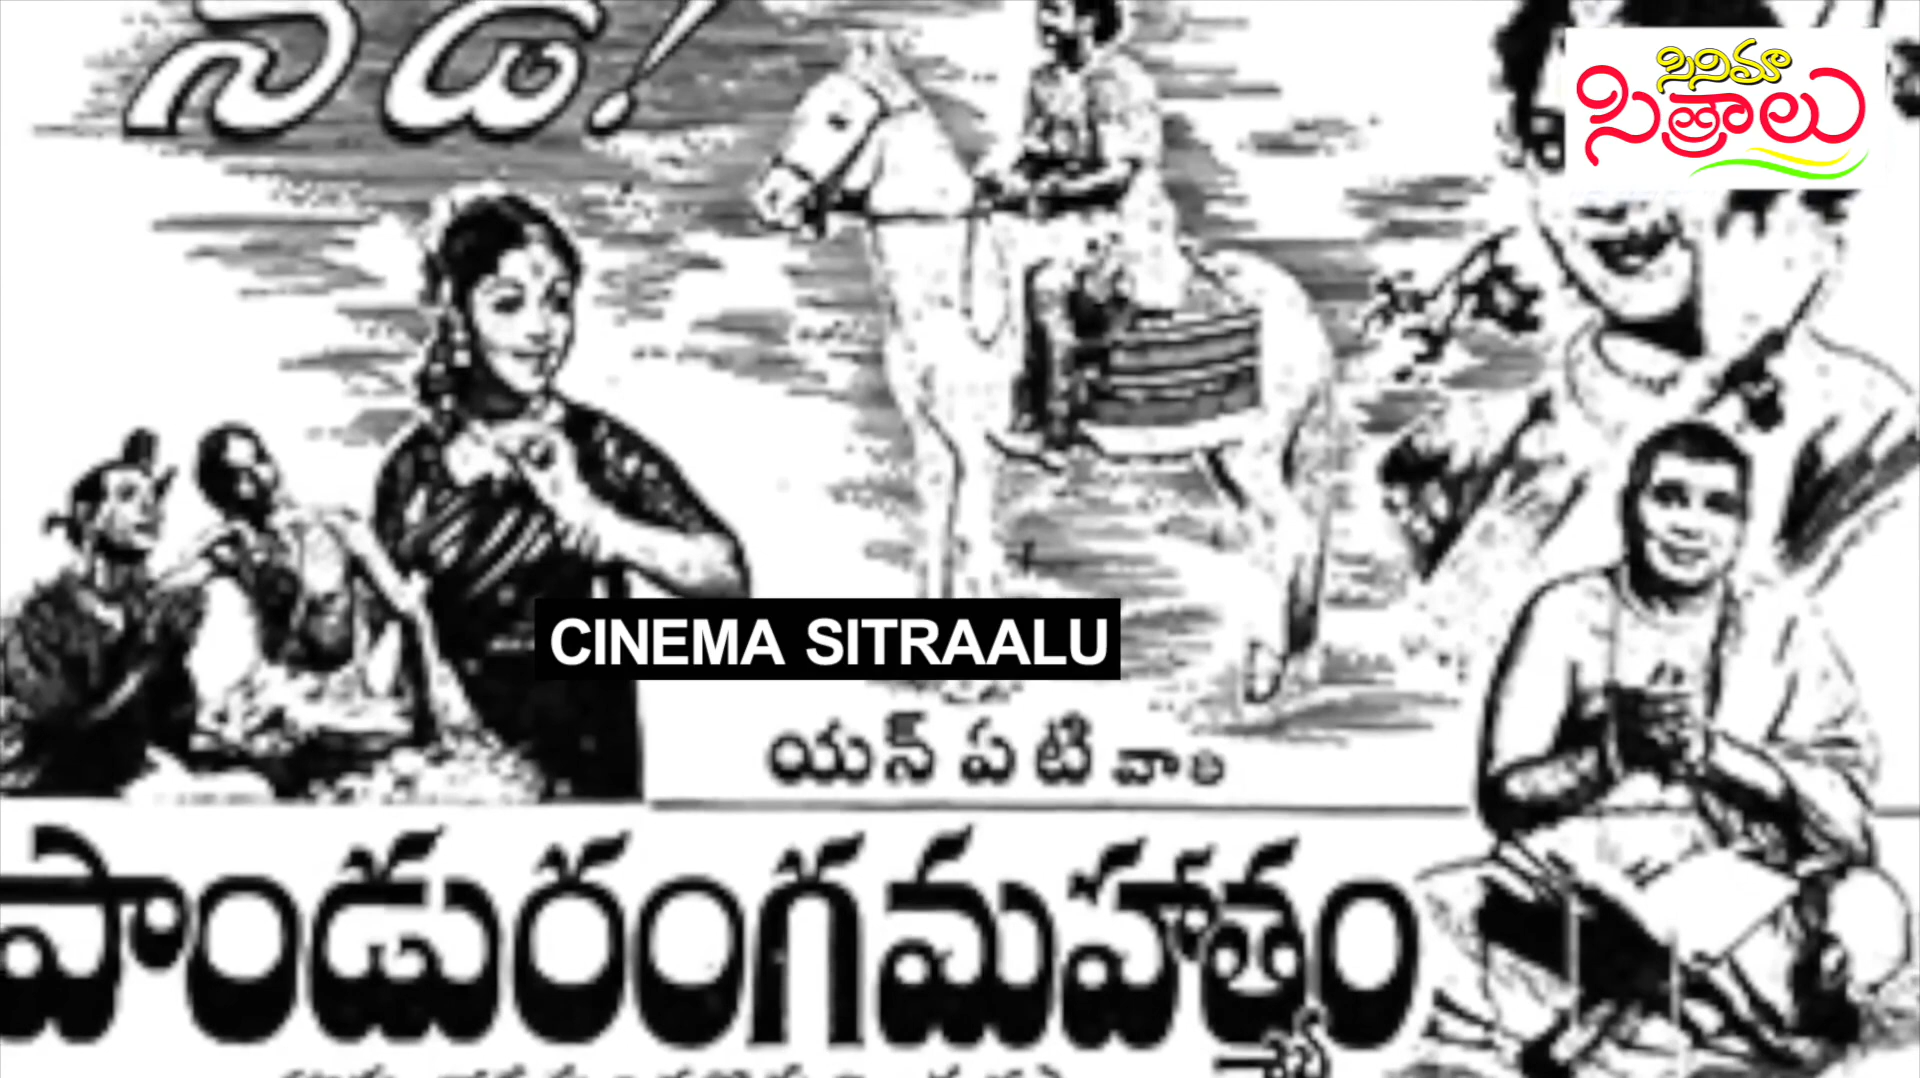 నేడే!
సినిమా
సిత్రాలు
CINEMA SITRAALU
యన్ ఏ టి వారి
పాండురంగమహాత్మ్యం